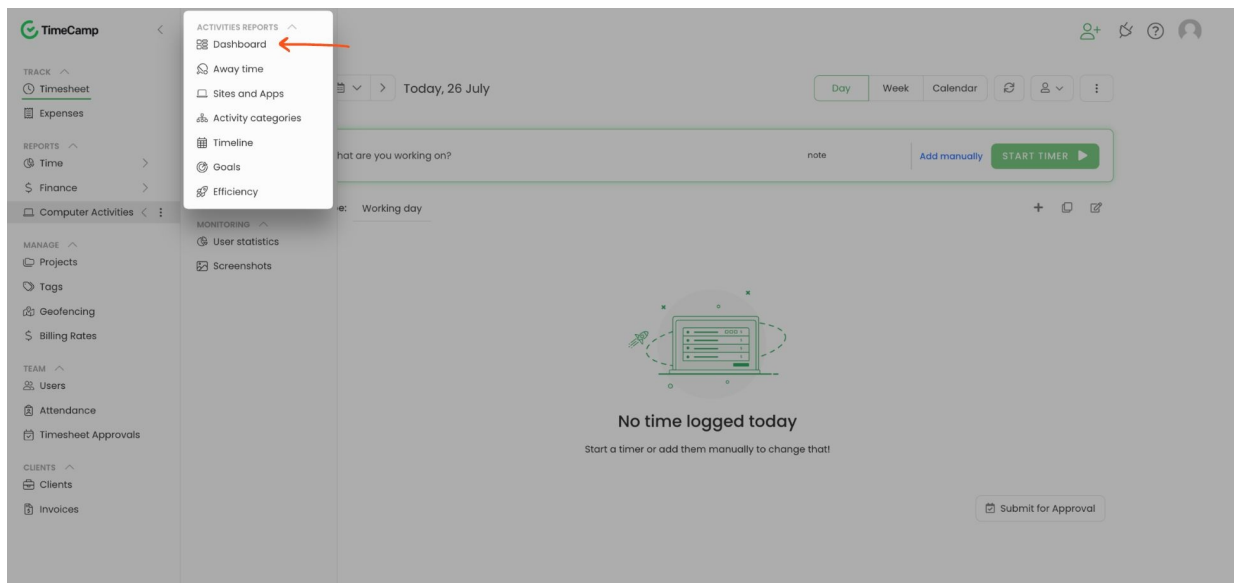 TimeCamp
TRACK
Timesheet
Expenses
REPORTS
Time
$ Finance
Computer Activities
MANAGE
Projects
Tags
Geofencing
$ Billing Rates
TEAM
Users
Attendance
Timesheet Approvals
CLIENTS
Clients
Invoices
ACTIVITIES REPORTS
Dashboard
Away time
Sites and Apps
Activity categories
Timeline
Goals
Efficiency
MONITORING
User statistics
Screenshots
Today, 26 July
Day Week Calendar
hat are you working on? note Add manually START TIMER
e: Working day
No time logged today
Start a timer or add them manually to change that!
Submit for Approval